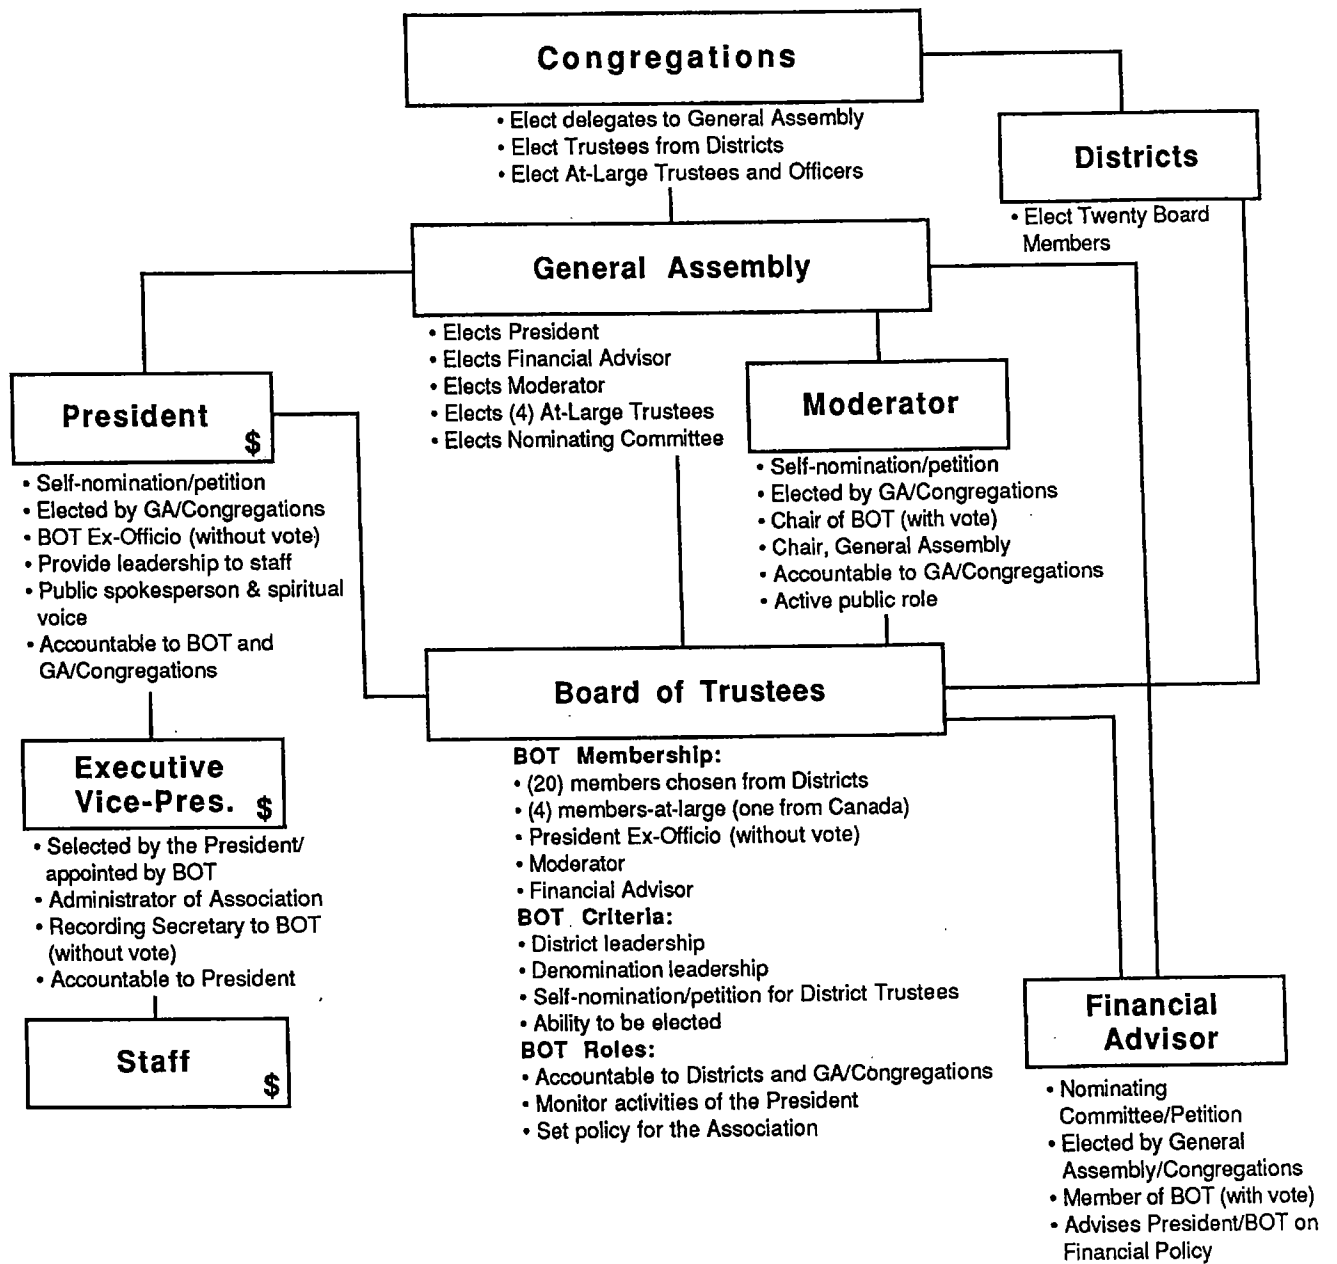 Congregations
• Elect delegates to General Assembly
• Elect Trustees from Districts
• Elect At-Large Trustees and Officers
Districts
• Elect Twenty Board
Members
General Assembly
• Elects President
• Elects Financial Advisor
• Elects Moderator
• Elects (4) At-Large Trustees
• Elects Nominating Committee
President
$
• Self-nomination/petition
• Elected by GA/Congregations
• BOT Ex-Officio (without vote)
• Provide leadership to staff
• Public spokesperson & spiritual
voice
• Accountable to BOT and
GA/Congregations
Moderator
• Self-nomination/petition
• Elected by GA/Congregations
• Chair of BOT (with vote)
• Chair, General Assembly
• Accountable to GA/Congregations
• Active public role
Executive
Vice-Pres. $
• Selected by the President/
appointed by BOT
• Administrator of Association
• Recording Secretary to BOT
(without vote)
• Accountable to President
Staff
$
Board of Trustees
BOT Membership:
• (20) members chosen from Districts
• (4) members-at-large (one from Canada)
• President Ex-Officio (without vote)
• Moderator
• Financial Advisor
BOT Criteria:
• District leadership
• Denomination leadership
• Self-nomination/petition for District Trustees
• Ability to be elected
BOT Roles:
• Accountable to Districts and GA/Congregations
• Monitor activities of the President
• Set policy for the Association
Financial
Advisor
• Nominating
Committee/Petition
• Elected by General
Assembly/Congregations
• Member of BOT (with vote)
• Advises President/BOT on
Financial Policy